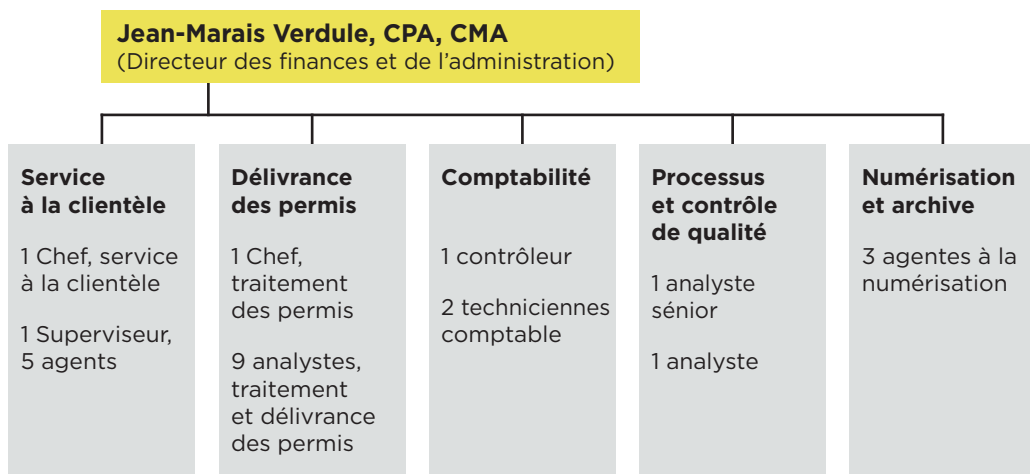 Jean-Marais Verdule, CPA, CMA
(Directeur des finances et de l’administration)
Service
à la clientèle
1 Chef, service
à la clientèle
1 Superviseur,
5 agents
Délivrance
des permis
1 Chef,
traitement
des permis
9 analystes,
traitement
et délivrance
des permis
Comptabilité
1 contrôleur
2 techniciennes
comptable
Processus
et contrôle
de qualité
1 analyste
sénior
1 analyste
Numérisation
et archive
3 agentes à la
numérisation